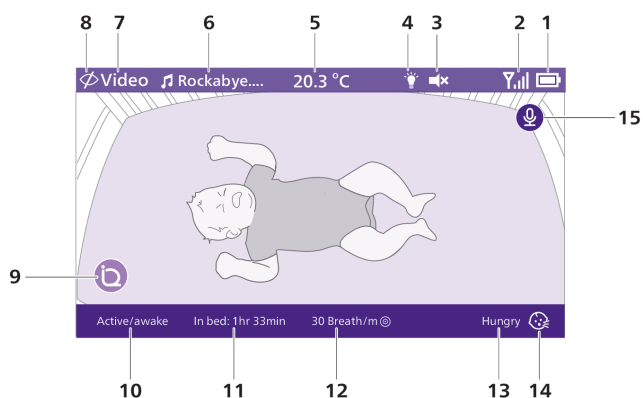 8 7 6 5 4 3 2 1
Video Rockabye.... 20.3 °C
15
9
Active/awake In bed: 1hr 33min 30 Breath/m Hungry
10 11 12 13 14